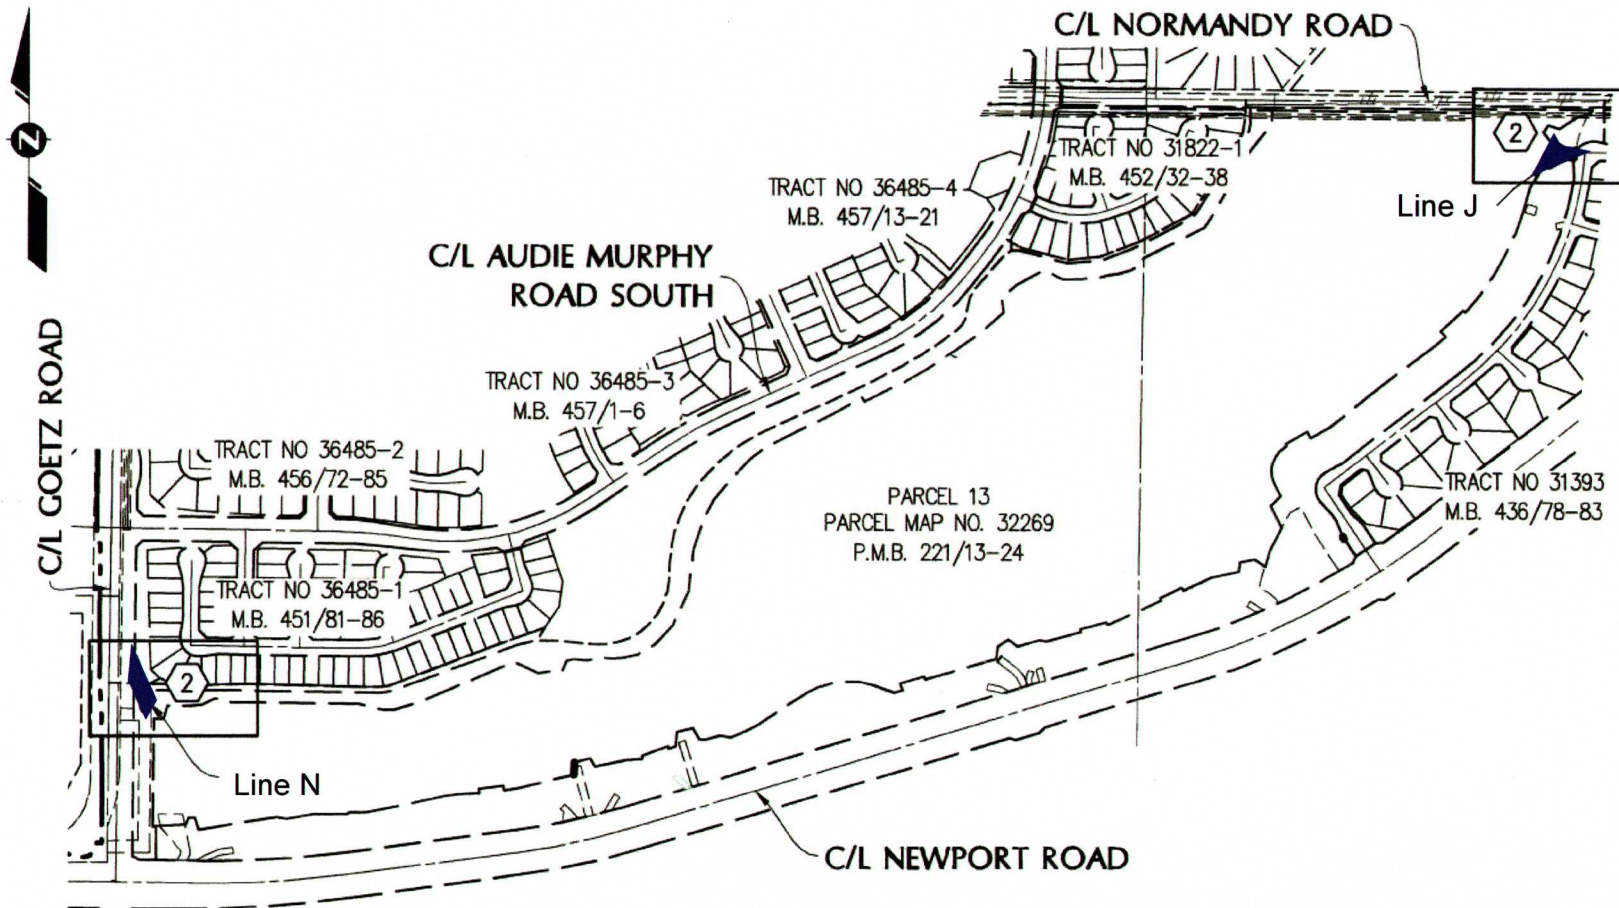 C/L NORMANDY ROAD
N
2
TRACT NO 31822-1
M.B. 452/32-38
TRACT NO 36485-4
M.B. 457/13-21
Line J
C/L AUDIE MURPHY
ROAD SOUTH
C/L GOETZ ROAD
TRACT NO 36485-3
M.B. 457/1-6
TRACT NO 36485-2
M.B. 456/72-85
PARCEL 13
PARCEL MAP NO. 32269
P.M.B. 221/13-24
TRACT NO 31393
M.B. 436/78-83
TRACT NO 36485-1
M.B. 451/81-86
2
Line N
C/L NEWPORT ROAD